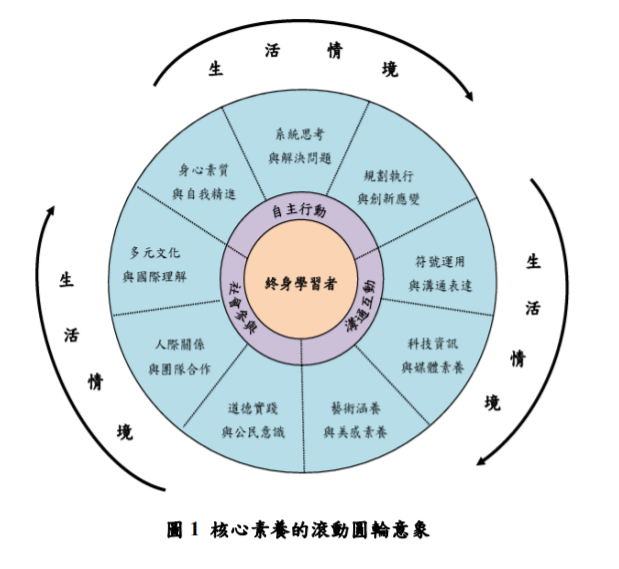 生活情境
系統思考
與解決問題
規劃執行
與創新應變
符號運用
與溝通表達
科技資訊
與媒體素養
藝術涵養
與美感素養
道德實踐
與公民意識
人際關係
與團隊合作
多元文化
與國際理解
身心素質
與自我精進
自主行動
溝通互動
社會參與
終身學習者
生活情境
生活情境
圖 1 核心素養的滾動圓輪意象